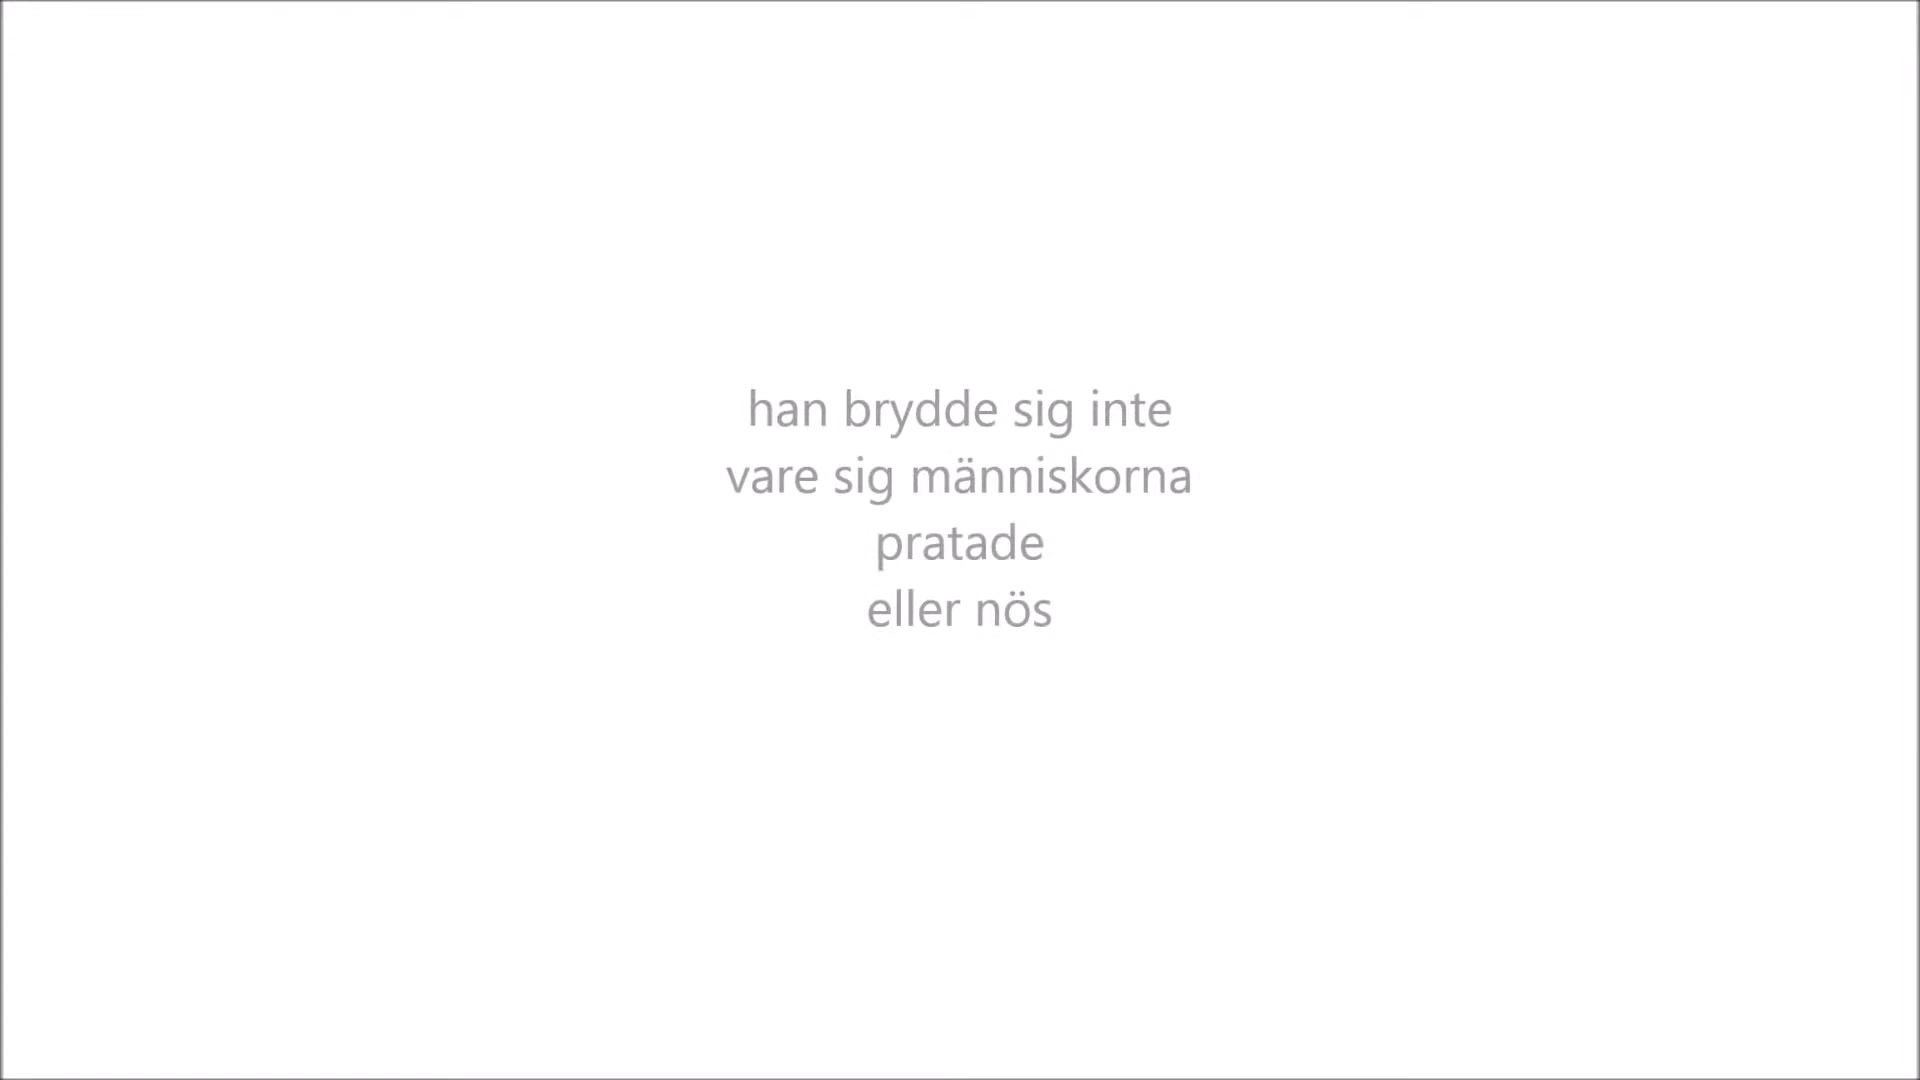 han brydde sig inte
vare sig människorna
pratade
eller nös